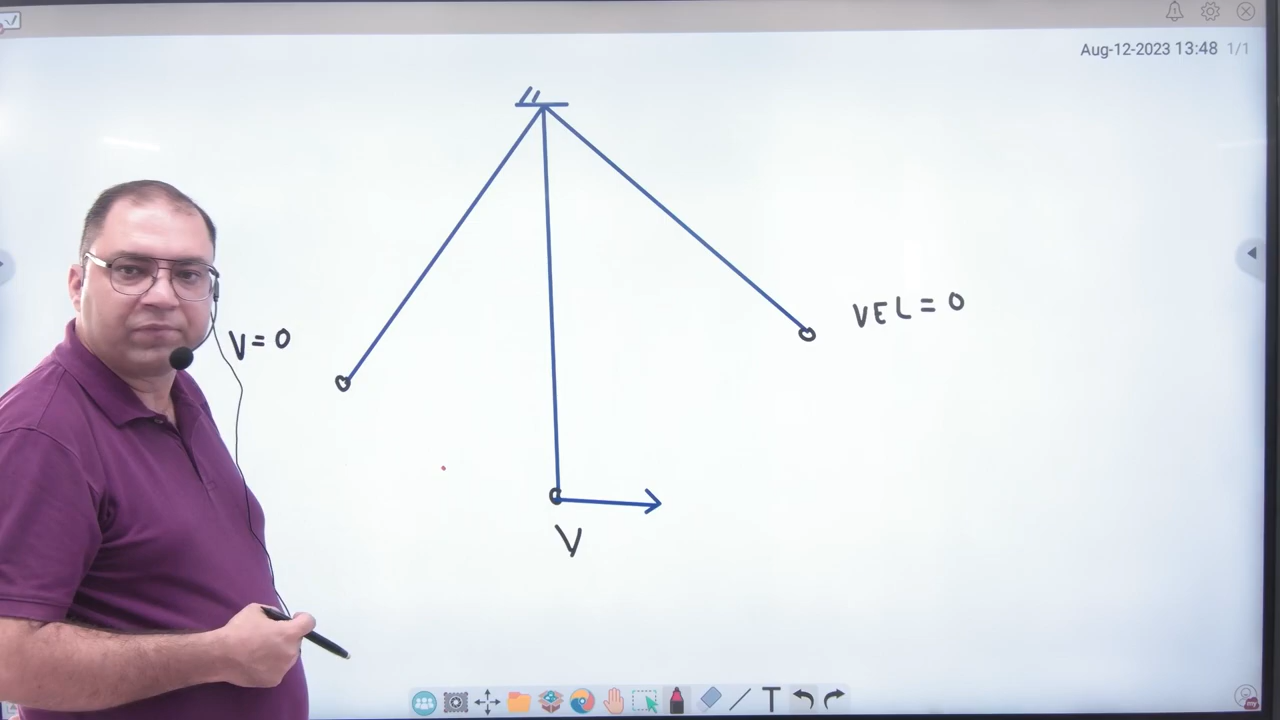 Aug-12-2023 13:48 1/1
VEL = 0
V = 0
V
T